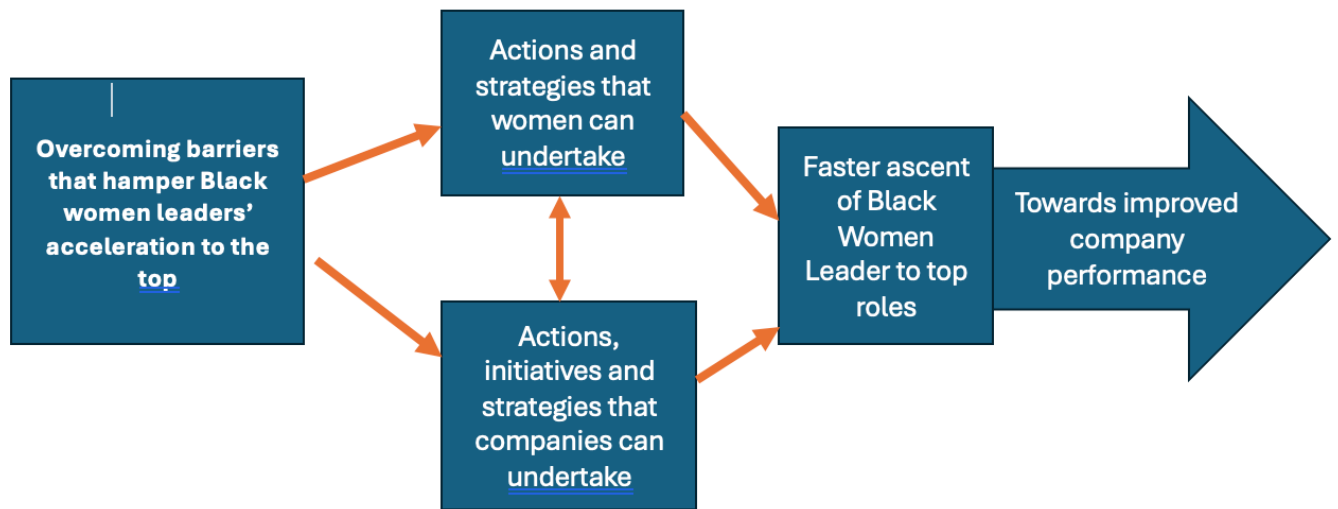 Overcoming barriers
that hamper Black
women leaders’
acceleration to the
top
Actions and
strategies that
women can
undertake
Actions,
initiatives and
strategies that
companies can
undertake
Faster ascent
of Black
Women
Leader to top
roles
Towards improved
company
performance